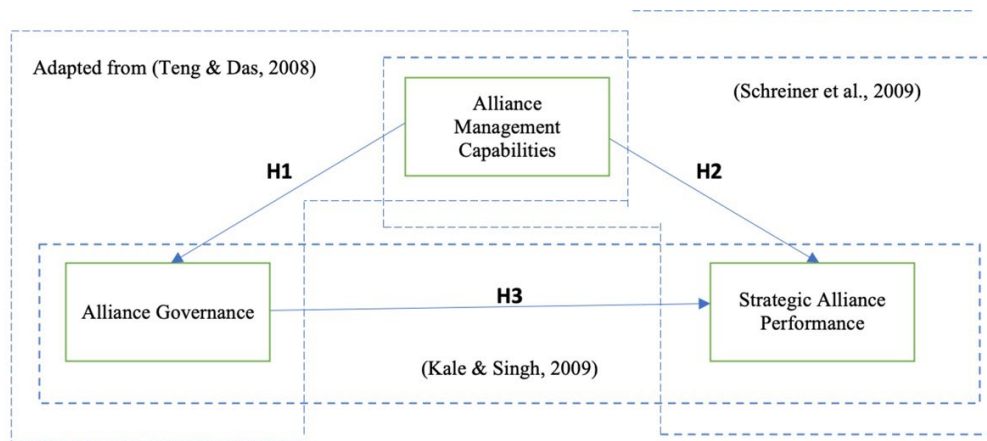 Adapted from (Teng & Das, 2008)
(Schreiner et al., 2009)
Alliance
Management
Capabilities
H1
H2
Alliance Governance
H3
Strategic Alliance
Performance
(Kale & Singh, 2009)